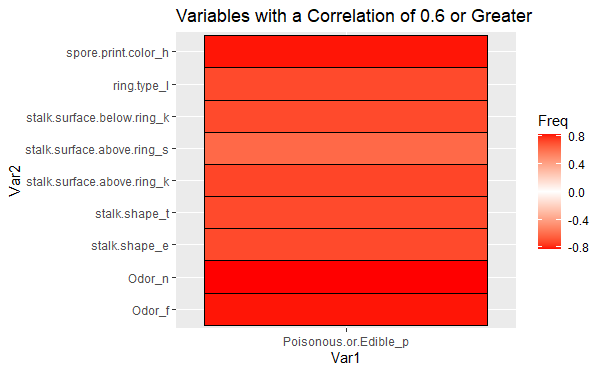 Variables with a Correlation of 0.6 or Greater
spore.print.color_h
ring.type_l
stalk.surface.below.ring_k
stalk.surface.above.ring_s
stalk.surface.above.ring_k
stalk.shape_t
stalk.shape_e
Odor_n
Odor_f
Var2
Poisonous.or.Edible_p
Var1
Freq
0.8
0.4
0.0
-0.4
-0.8